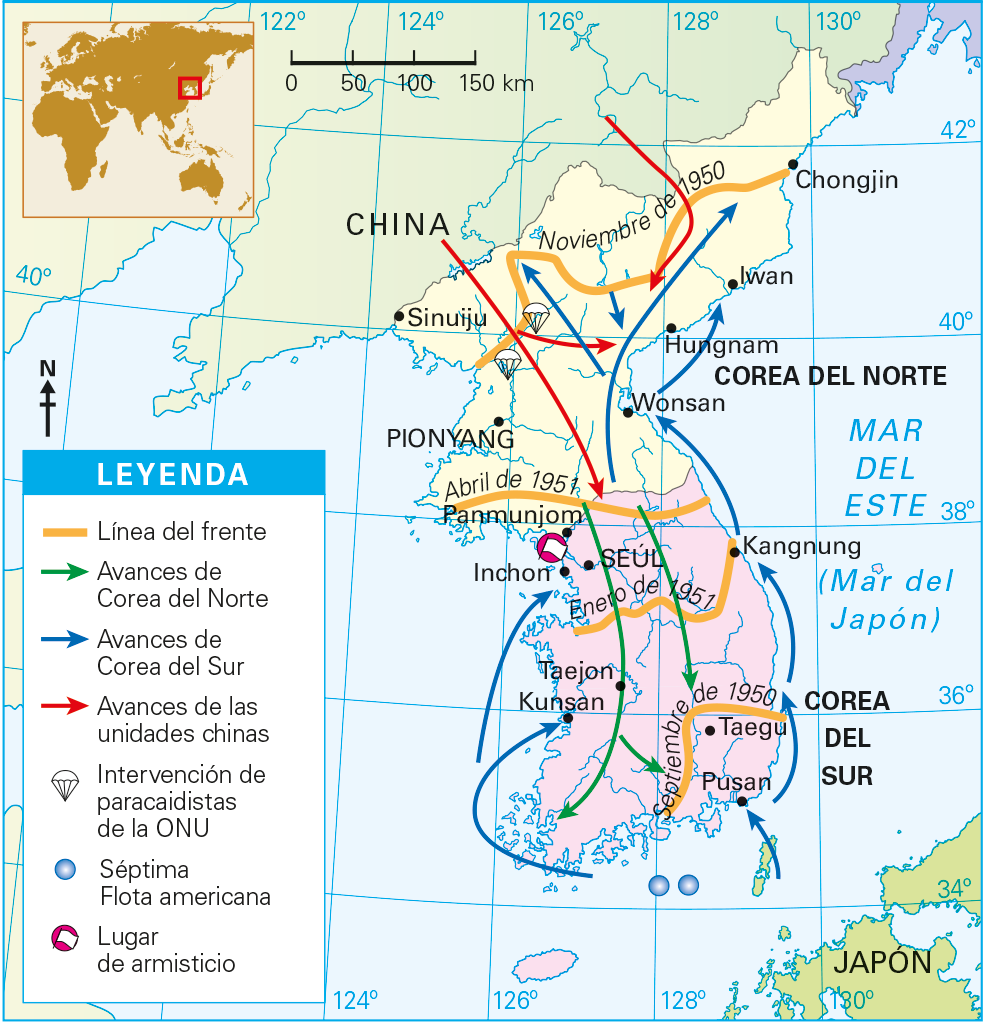 122º
124º
126º
128º
130º
0 50 100 150 km
42º
Chongjin
Noviembre de 1950
CHINA
40º
Iwan
Sinuiju
40º
Hungnam
N
COREA DEL NORTE
Wonsan
PIONYANG
MAR
DEL
ESTE
(Mar del
Japón)
Abril de 1951
38º
Panmunjom
Kangnung
SEÚL
Inchon
Enero de 1951
Taejon
Kunsan
Septiembre de 1950
36º
COREA
DEL
SUR
Taegu
Pusan
34º
JAPÓN
124º
126º
128º
130º
LEYENDA
Línea del frente
Avances de
Corea del Norte
Avances de
Corea del Sur
Avances de las
unidades chinas
Intervención de
paracaidistas
de la ONU
Séptima
Flota americana
Lugar
de armisticio